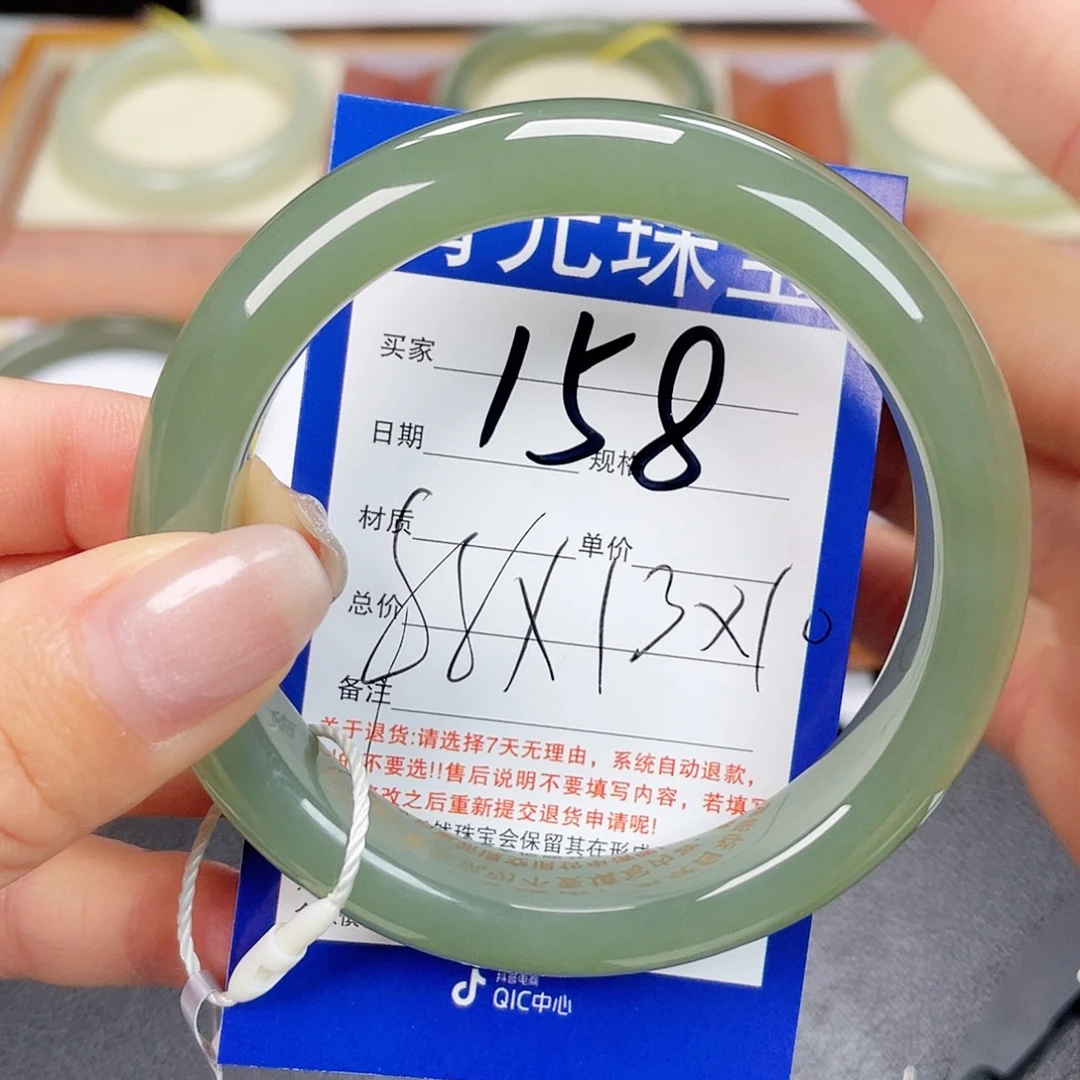 元珠宝
158
买家
日期 规格
材质 单价
58X13X10
总价
备注
关于退货:请选择7天无理由，系统自动退款，
不要选!!售后说明不要填写内容，若填写
改之后重新提交退货申请呢!
然珠宝会保留其在形成
抖音电商
QIC中心